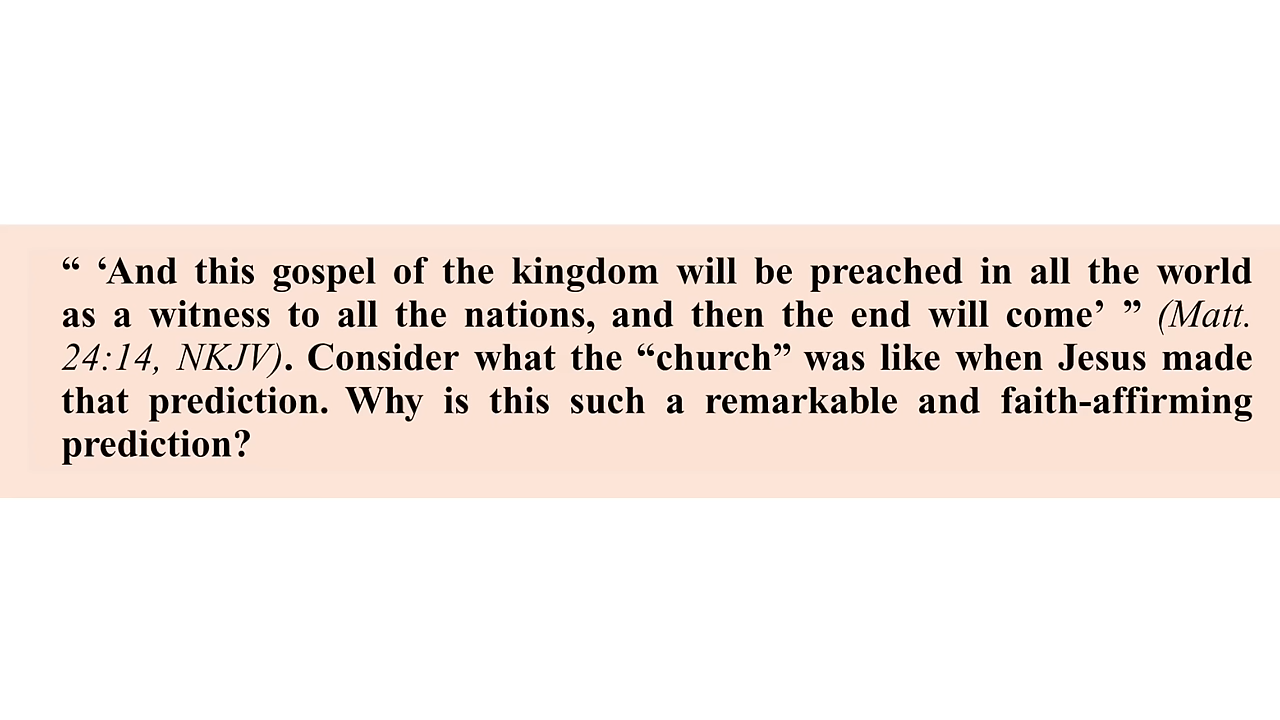 “ ‘And this gospel of the kingdom will be preached in all the world
as a witness to all the nations, and then the end will come’ ” (Matt.
24:14, NKJV). Consider what the “church” was like when Jesus made
that prediction. Why is this such a remarkable and faith-affirming
prediction?